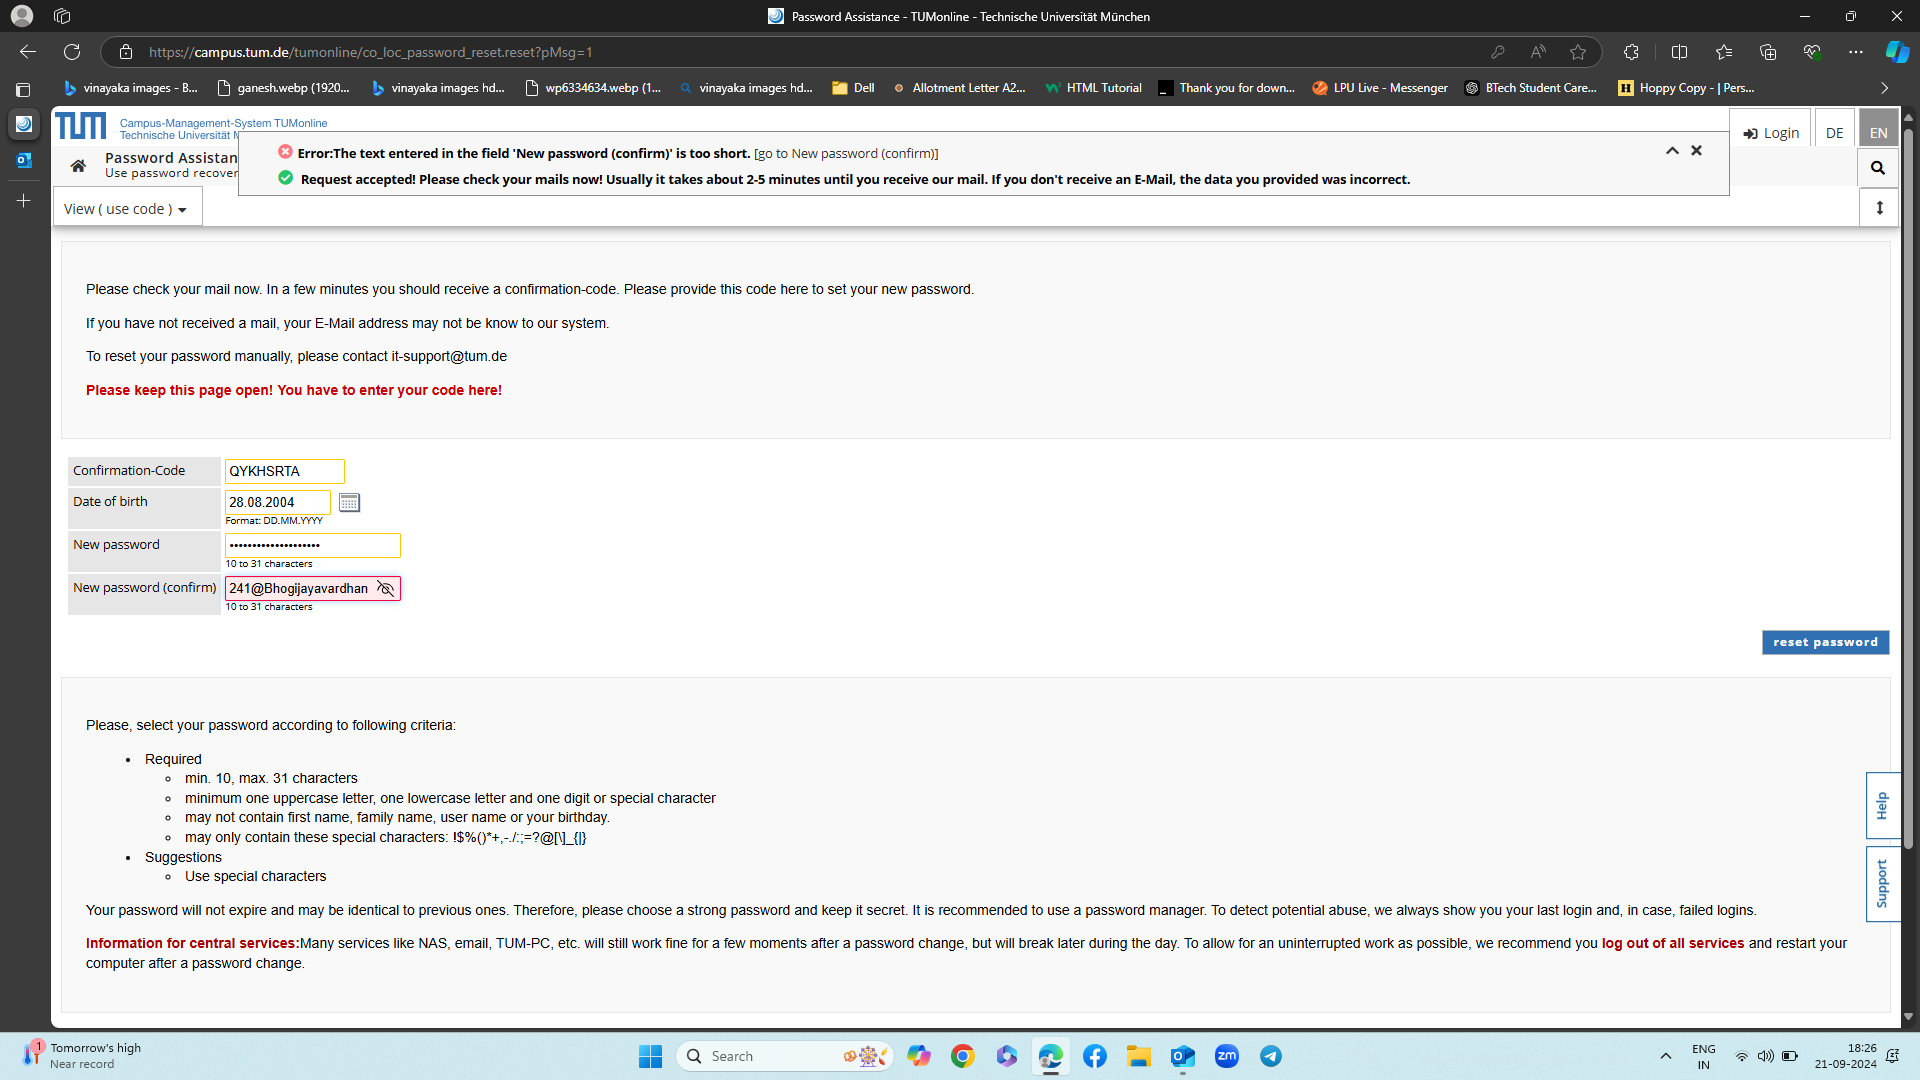 Password Assistance - TUMonline - Technische Universität München
https://campus.tum.de/tumonline/co_loc_password_reset.reset?pMsg=1
vinayaka images - B...
ganesh.webp (1920...
vinayaka images hd...
wp6334634.webp (1...
vinayaka images hd...
Dell
Allotment Letter A2...
HTML Tutorial
Thank you for down...
LPU Live - Messenger
BTech Student Care...
Hoppy Copy - | Pers...
TUM
Campus-Management-System TUMonline
Technische Universität M
Login
DE
EN
Password Assistan
Use password recover
Error:The text entered in the field 'New password (confirm)' is too short. [go to New password (confirm)]
Request accepted! Please check your mails now! Usually it takes about 2-5 minutes until you receive our mail. If you don't receive an E-Mail, the data you provided was incorrect.
View ( use code )
Please check your mail now. In a few minutes you should receive a confirmation-code. Please provide this code here to set your new password.
If you have not received a mail, your E-Mail address may not be know to our system.
To reset your password manually, please contact it-support@tum.de
Please keep this page open! You have to enter your code here!
Confirmation-Code QYKHSRTA
Date of birth 28.08.2004
Format: DD.MM.YYYY
New password ••••••••••••••••••••
10 to 31 characters
New password (confirm) 241@Bhogijayavardhan
10 to 31 characters
reset password
Please, select your password according to following criteria:
• Required
◦ min. 10, max. 31 characters
◦ minimum one uppercase letter, one lowercase letter and one digit or special character
◦ may not contain first name, family name, user name or your birthday.
◦ may only contain these special characters: !$%()*+,-./:;=?@[\]_{|}
• Suggestions
◦ Use special characters
Your password will not expire and may be identical to previous ones. Therefore, please choose a strong password and keep it secret. It is recommended to use a password manager. To detect potential abuse, we always show you your last login and, in case, failed logins.
Information for central services:Many services like NAS, email, TUM-PC, etc. will still work fine for a few moments after a password change, but will break later during the day. To allow for an uninterrupted work as possible, we recommend you log out of all services and restart your
computer after a password change.
Help
Support
1
Tomorrow's high
Near record
Search
zm
ENG
IN
18:26
21-09-2024